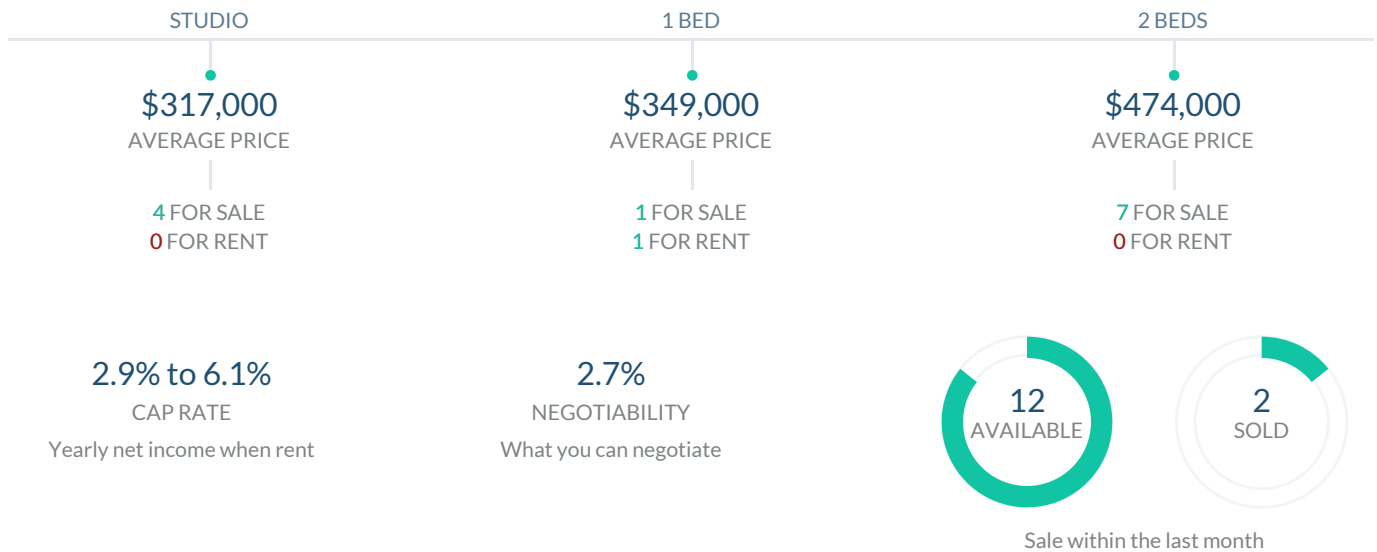 STUDIO
$317,000
AVERAGE PRICE
4 FOR SALE
0 FOR RENT
1 BED
$349,000
AVERAGE PRICE
1 FOR SALE
1 FOR RENT
2 BEDS
$474,000
AVERAGE PRICE
7 FOR SALE
0 FOR RENT
2.9% to 6.1%
CAP RATE
Yearly net income when rent
2.7%
NEGOTIABILITY
What you can negotiate
12
AVAILABLE
2
SOLD
Sale within the last month